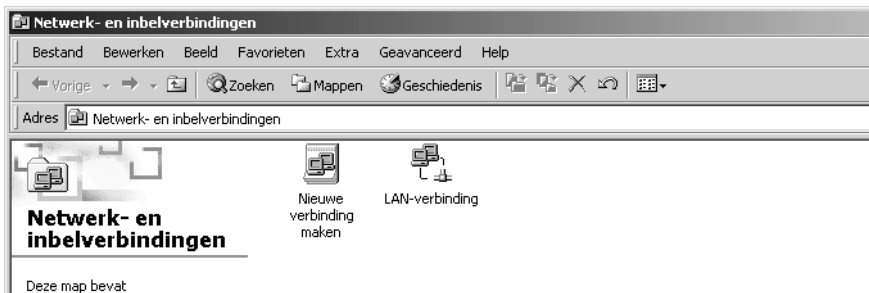 Netwerk- en inbelverbindingen
Bestand Bewerken Beeld Favorieten Extra Geavanceerd Help
Vorige Zoeken Mappen Geschiedenis
Adres Netwerk- en inbelverbindingen
Nieuwe
verbinding
maken
LAN-verbinding
Netwerk- en
inbelverbindingen
Deze map bevat